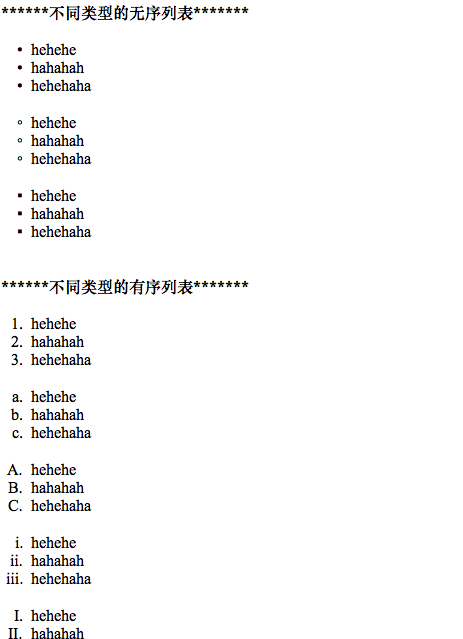 ******不同类型的无序列表*******
• hehehe
• hahahah
• hehehaha
◦ hehehe
◦ hahahah
◦ hehehaha
▪ hehehe
▪ hahahah
▪ hehehaha
******不同类型的有序列表*******
1. hehehe
2. hahahah
3. hehehaha
a. hehehe
b. hahahah
c. hehehaha
A. hehehe
B. hahahah
C. hehehaha
i. hehehe
ii. hahahah
iii. hehehaha
I. hehehe
II. hahahah